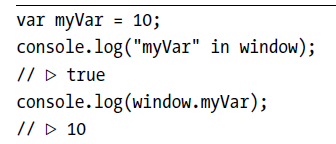 var myVar = 10;
console.log("myVar" in window);
// ▷ true
console.log(window.myVar);
// ▷ 10